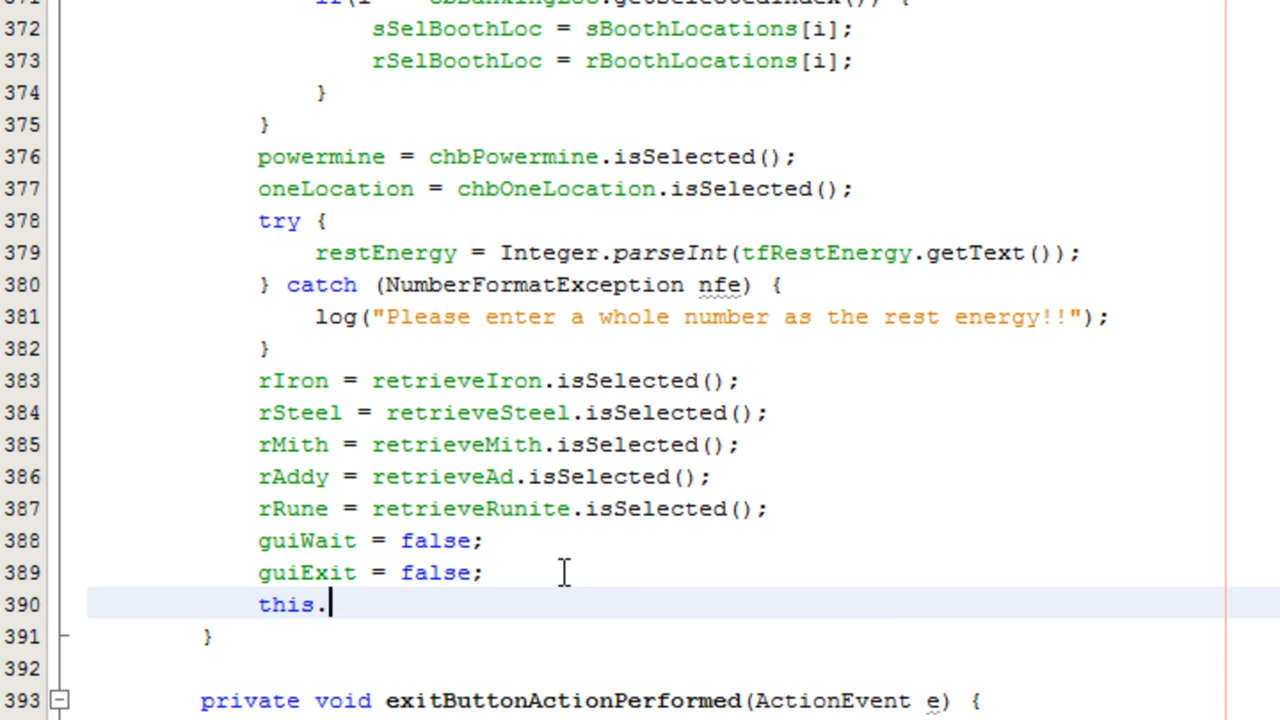 372 sSelBoothLoc = sBoothLocations[i];
373 rSelBoothLoc = rBoothLocations[i];
374 }
375 }
376 powermine = chbPowermine.isSelected();
377 oneLocation = chbOneLocation.isSelected();
378 try {
379 restEnergy = Integer.parseInt(tfRestEnergy.getText());
380 } catch (NumberFormatException nfe) {
381 log("Please enter a whole number as the rest energy!!");
382 }
383 rIron = retrieveIron.isSelected();
384 rSteel = retrieveSteel.isSelected();
385 rMith = retrieveMith.isSelected();
386 rAddy = retrieveAd.isSelected();
387 rRune = retrieveRunite.isSelected();
388 guiWait = false;
389 guiExit = false;
390 this.
391 }
392
393 private void exitButtonActionPerformed(ActionEvent e) {